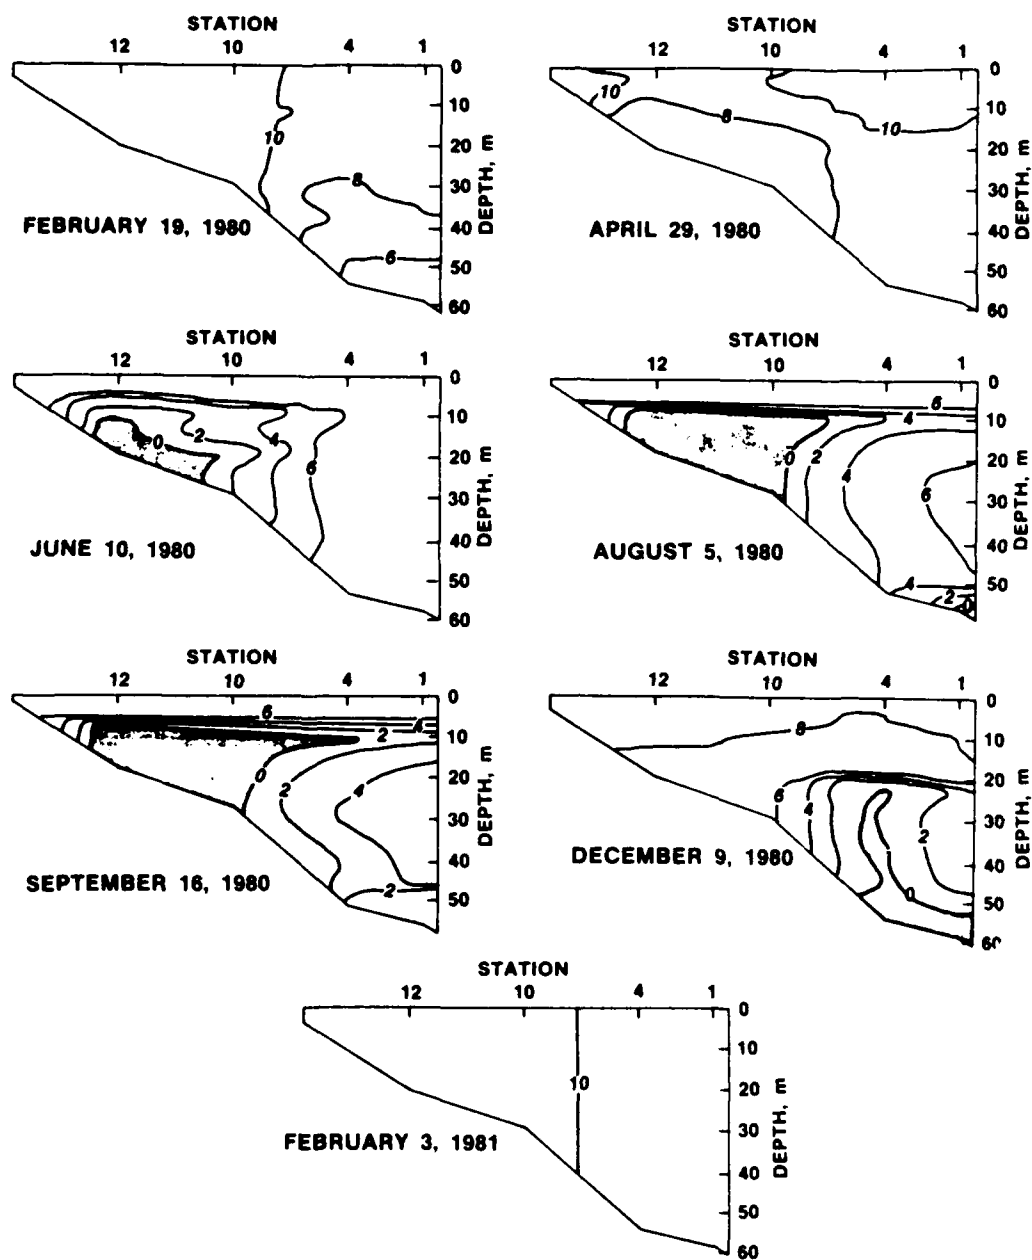 STATION
12 10 4 1
0
10
20
30
40
50
60
DEPTH, m
10
8
6
FEBRUARY 19, 1980
STATION
12 10 4 1
0
10
20
30
40
50
60
DEPTH, m
10
8
10
APRIL 29, 1980
STATION
12 10 4 1
0
10
20
30
40
50
60
DEPTH, m
0
2
4
6
JUNE 10, 1980
STATION
12 10 4 1
0
10
20
30
40
50
DEPTH, m
6
4
0
2
4
6
4
2
0
AUGUST 5, 1980
STATION
12 10 4 1
0
10
20
30
40
50
DEPTH, m
6
4
2
0
2
4
2
SEPTEMBER 16, 1980
STATION
12 10 4 1
0
10
20
30
40
50
60
DEPTH, m
8
6
4
2
0
DECEMBER 9, 1980
STATION
12 10 4 1
0
10
20
30
40
50
60
DEPTH, m
10
FEBRUARY 3, 1981